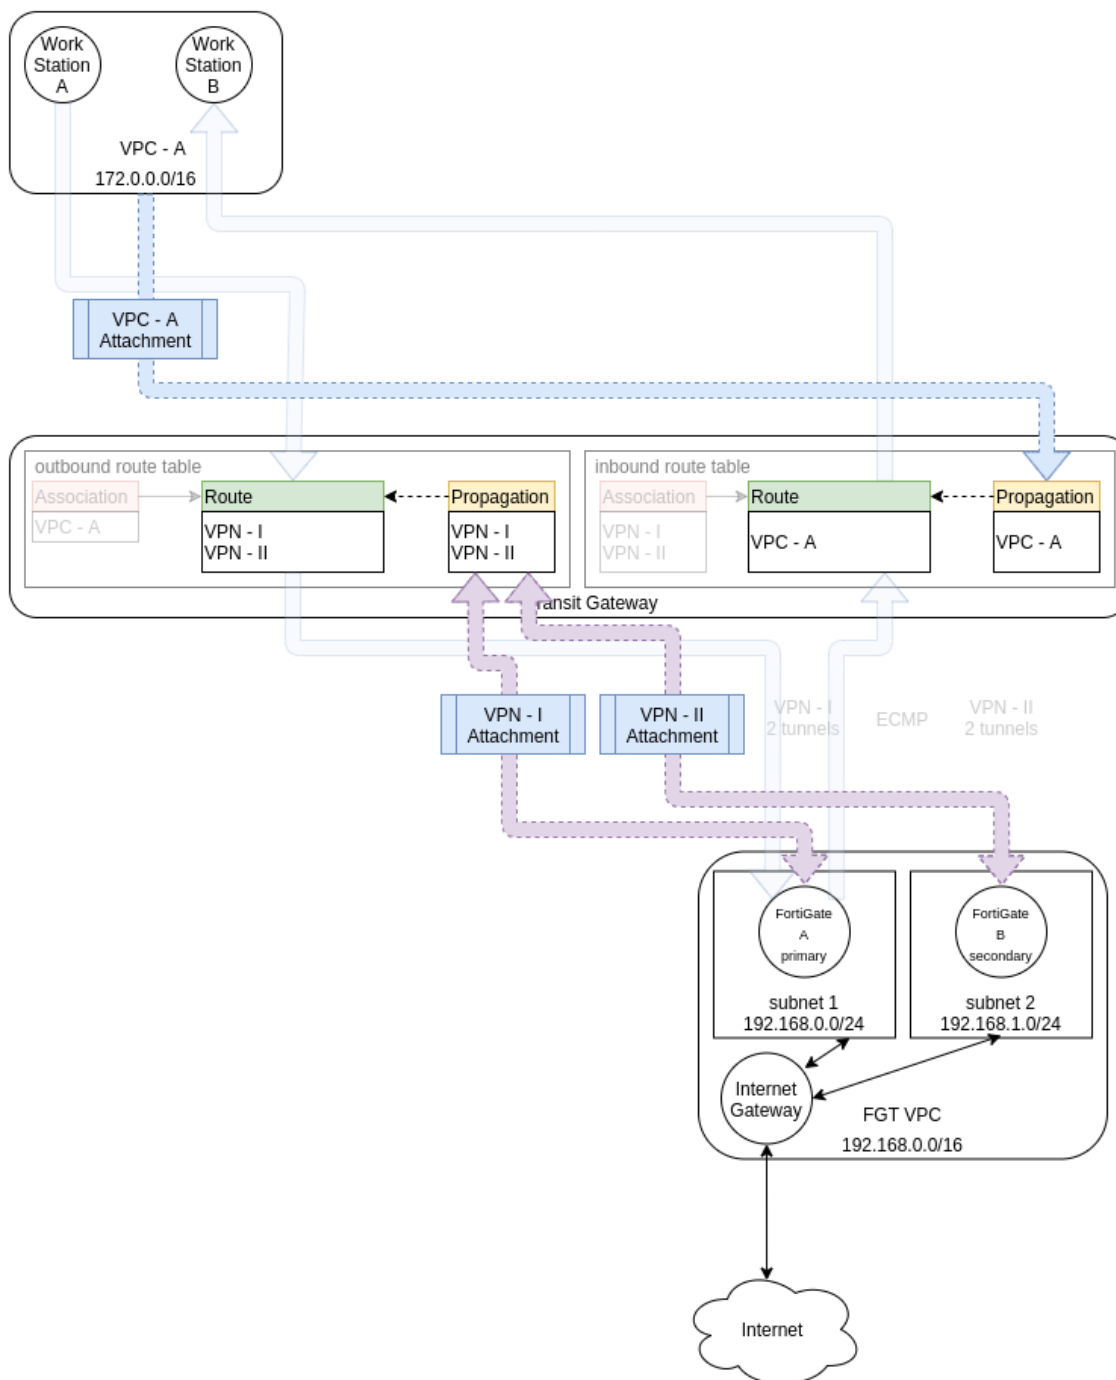 Work
Station
A
Work
Station
B
VPC - A
172.0.0.0/16
VPC - A
Attachment
outbound route table
Association
VPC - A
Route
VPN - I
VPN - II
Propagation
VPN - I
VPN - II
inbound route table
Association
VPN - I
VPN - II
Route
VPC - A
Propagation
VPC - A
ansit Gateway
VPN - I
Attachment
VPN - II
Attachment
VPN - I
2 tunnels
ECMP
VPN - II
2 tunnels
FortiGate
A
primary
FortiGate
B
secondary
subnet 1
192.168.0.0/24
subnet 2
192.168.1.0/24
Internet
Gateway
FGT VPC
192.168.0.0/16
Internet